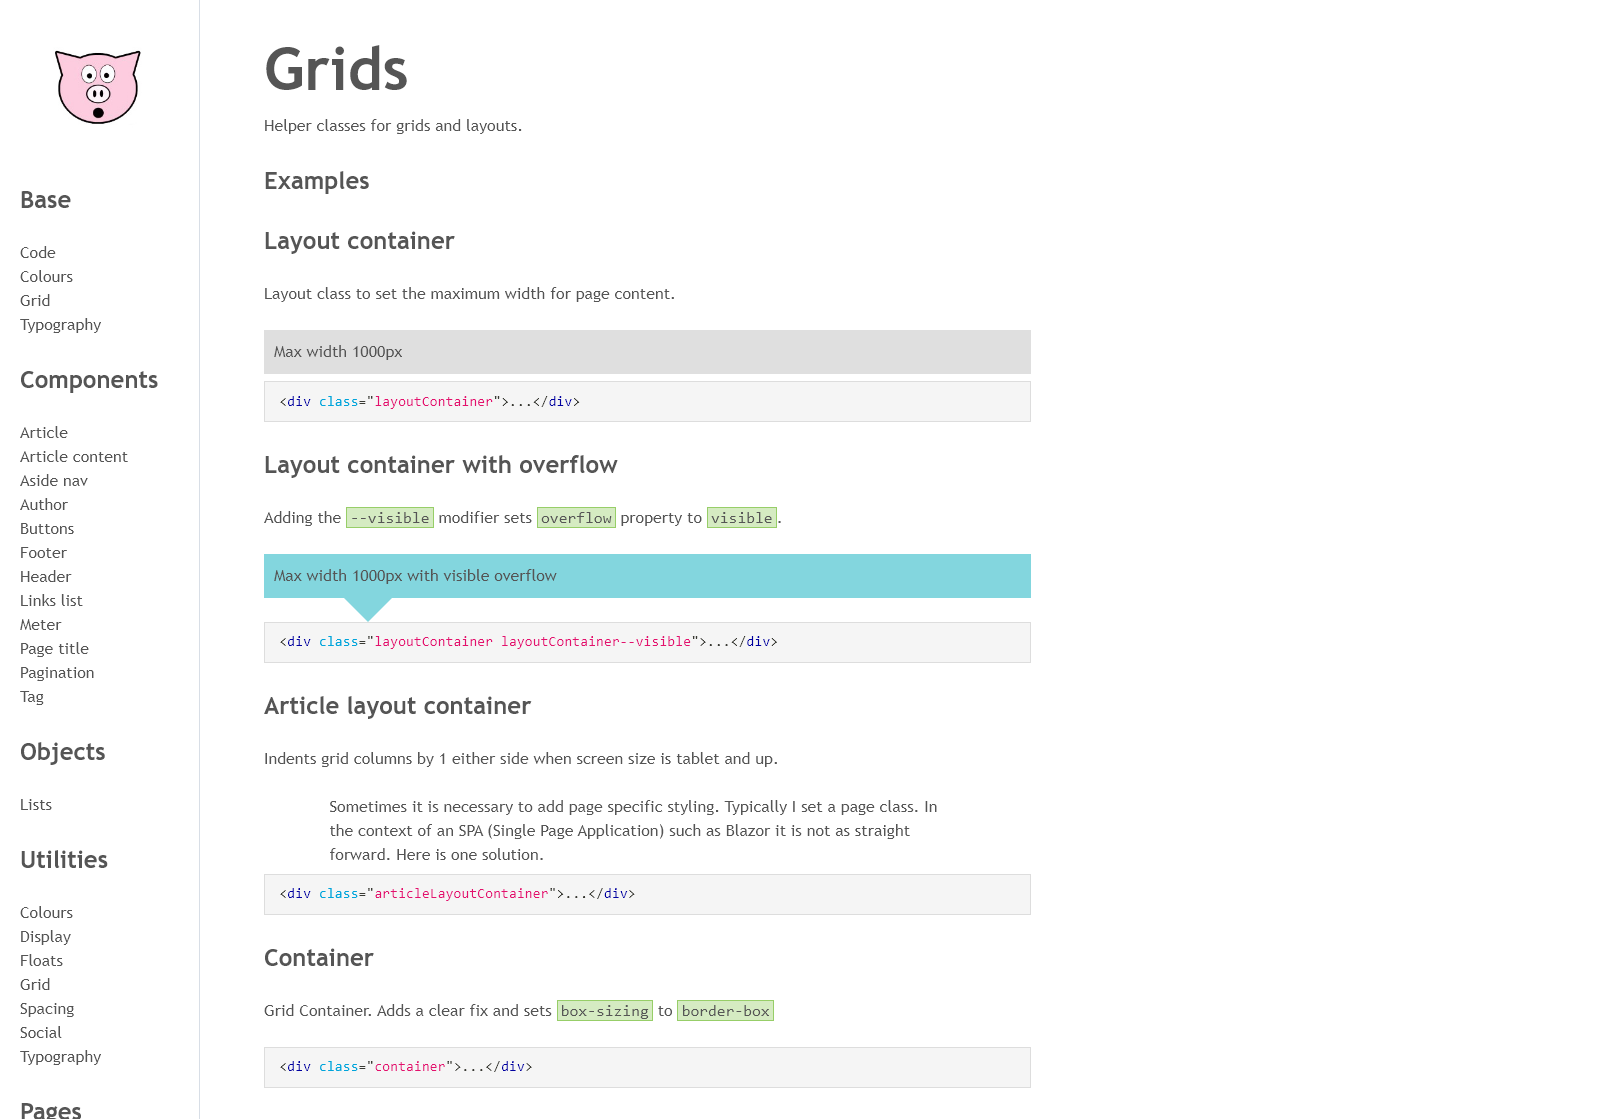 Base
Code
Colours
Grid
Typography
Components
Article
Article content
Aside nav
Author
Buttons
Footer
Header
Links list
Meter
Page title
Pagination
Tag
Objects
Lists
Utilities
Colours
Display
Floats
Grid
Spacing
Social
Typography
Pages
Grids
Helper classes for grids and layouts.
Examples
Layout container
Layout class to set the maximum width for page content.
Max width 1000px
<div class="layoutContainer">...</div>
Layout container with overflow
Adding the --visible modifier sets overflow property to visible.
Max width 1000px with visible overflow
<div class="layoutContainer layoutContainer--visible">...</div>
Article layout container
Indents grid columns by 1 either side when screen size is tablet and up.
Sometimes it is necessary to add page specific styling. Typically I set a page class. In
the context of an SPA (Single Page Application) such as Blazor it is not as straight
forward. Here is one solution.
<div class="articleLayoutContainer">...</div>
Container
Grid Container. Adds a clear fix and sets box-sizing to border-box
<div class="container">...</div>